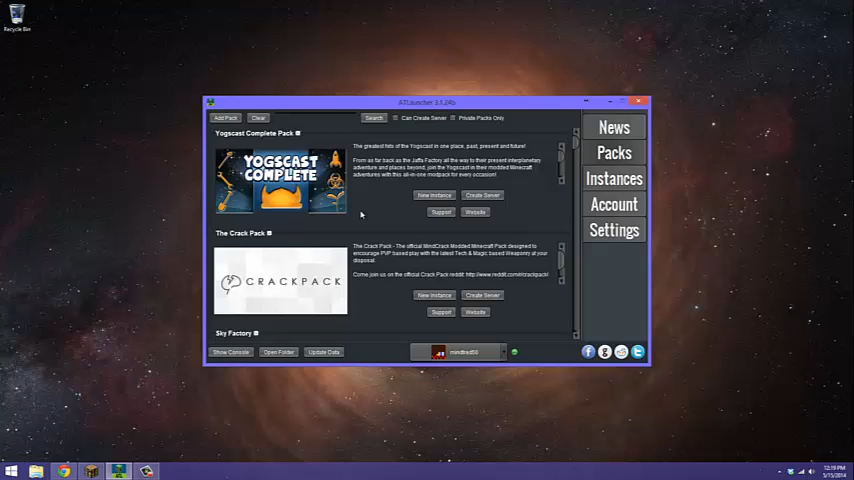 Recycle Bin
ATLauncher 3.1.24b
Add Pack Clear Search Can Create Server Private Packs Only
Yogscast Complete Pack
YOGSCAST
COMPLETE
The greatest hits of the Yogscast in one place, past, present and future!
From as far back as the Jaffa Factory all the way to their present interplanetary
adventures and places beyond, join the Yogscast in their modded Minecraft
adventures with this all-in-one modpack for every occasion!
New Instance Create Server
Support Website
The Crack Pack
CRACKPACK
The Crack Pack - The official MindCrack Modded Minecraft Pack designed to
encourage PVP based play with the latest Tech & Magic based Weaponry at your
disposal.
Come join us on the official Crack Pack reddit: http://www.reddit.com/r/crackpack/
New Instance Create Server
Support Website
Sky Factory
News
Packs
Instances
Account
Settings
Show Console Open Folder Update Data mindtred50
12:19 PM
5/15/2014